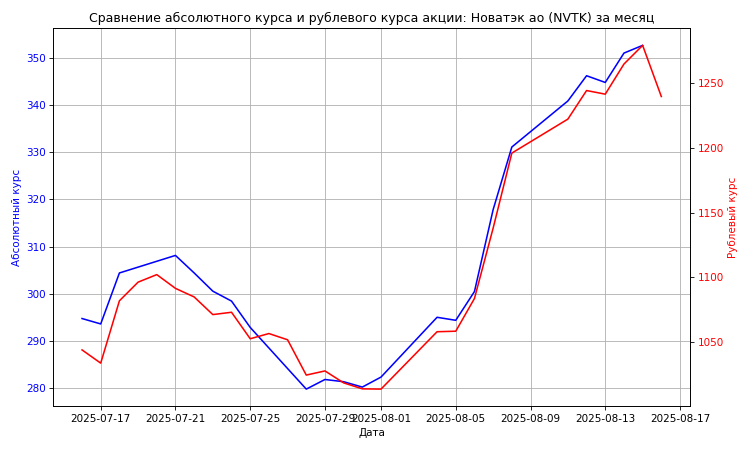 Сравнение абсолютного курса и рублевого курса акции: Новатэк ао (NVTK) за месяц
350
340
330
320
310
300
290
280
Абсолютный курс
1250
1200
1150
1100
1050
Рублевый курс
2025-07-17 2025-07-21 2025-07-25 2025-07-29 2025-08-01 2025-08-05 2025-08-09 2025-08-13 2025-08-17
Дата